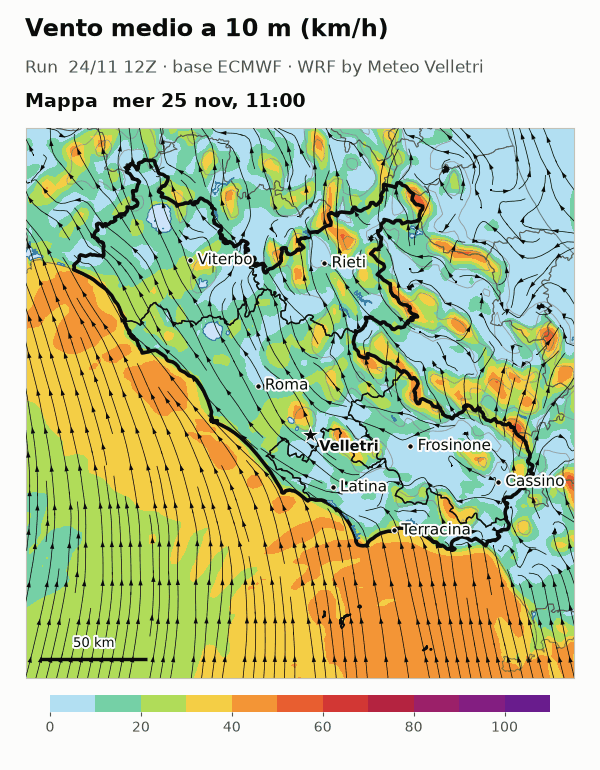 Vento medio a 10 m (km/h)
Run  24/11 12Z · base ECMWF · WRF by Meteo Velletri
Mappa  mer 25 nov, 11:00
Viterbo
Rieti
Roma
Velletri
Frosinone
Cassino
Latina
Terracina
50 km
0 20 40 60 80 100